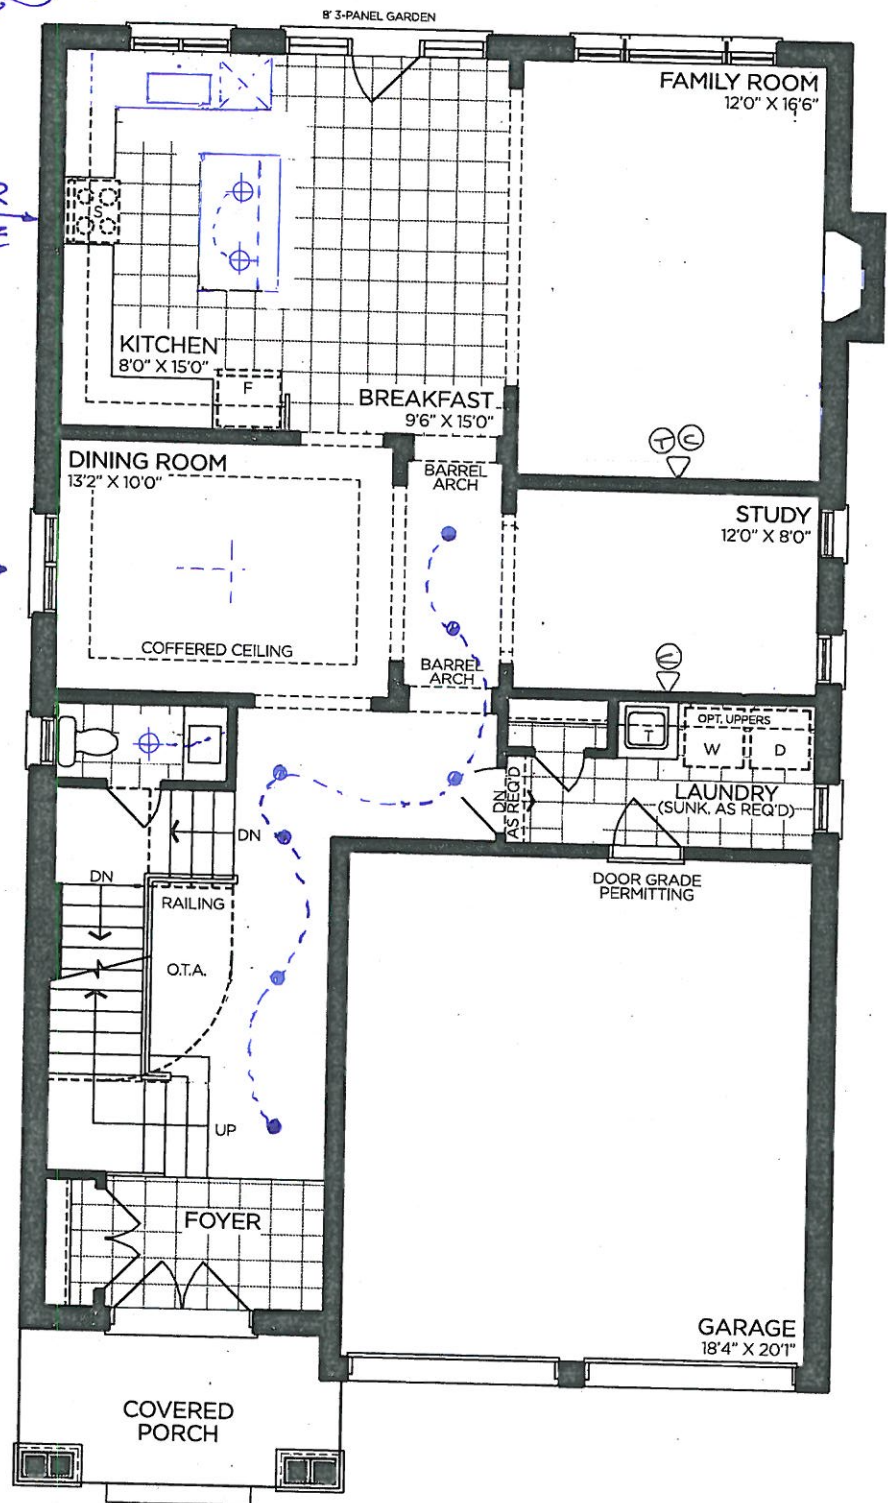 8' 3-PANEL GARDEN
FAMILY ROOM
12'0" X 16'6"
S
KITCHEN
8'0" X 15'0"
F
BREAKFAST
9'6" X 15'0"
T C
DINING ROOM
13'2" X 10'0"
BARREL
ARCH
STUDY
12'0" X 8'0"
COFFERED CEILING
BARREL
ARCH
OPT. UPPERS
T
W
D
DN
AS REQ'D
LAUNDRY
(SUNK. AS REQ'D)
DN
DN
DOOR GRADE
PERMITTING
RAILING
O.T.A.
UP
FOYER
GARAGE
18'4" X 20'1"
COVERED
PORCH